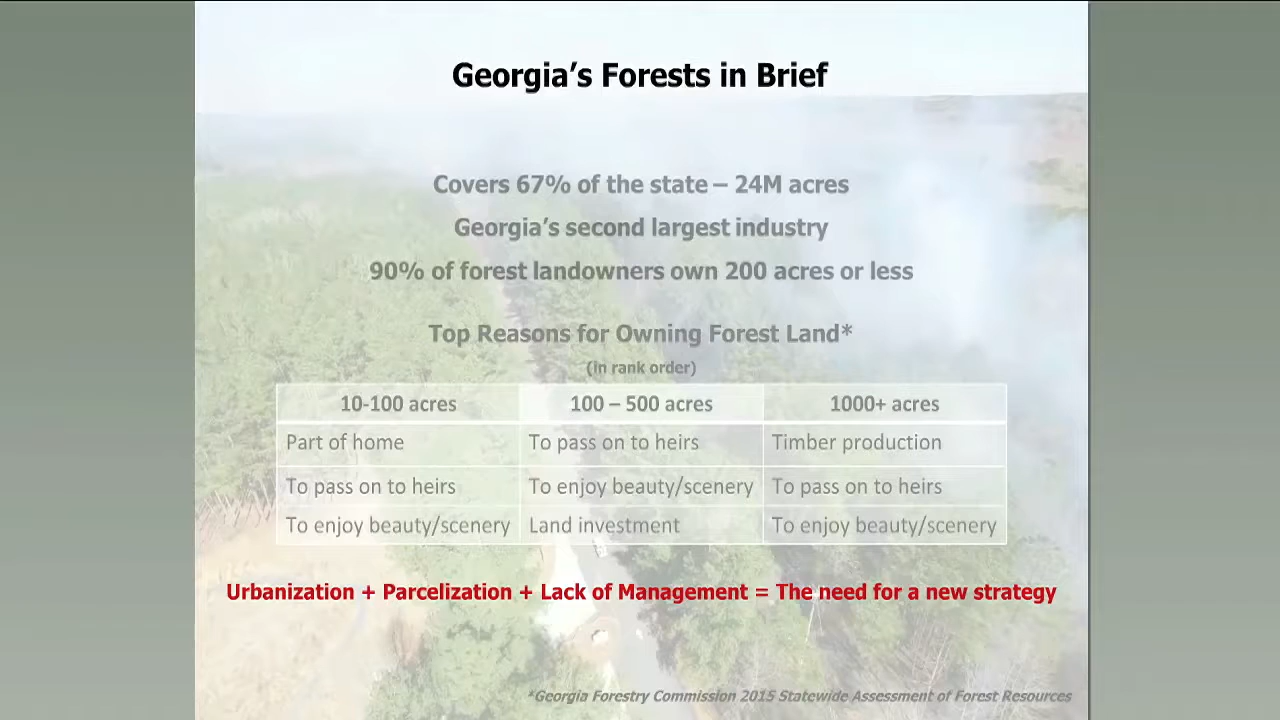 Georgia's Forests in Brief
Covers 67% of the state – 24M acres
Georgia's second largest industry
90% of forest landowners own 200 acres or less
Top Reasons for Owning Forest Land*
(in rank order)
10-100 acres 100 – 500 acres 1000+ acres
Part of home To pass on to heirs Timber production
To pass on to heirs To enjoy beauty/scenery To pass on to heirs
To enjoy beauty/scenery Land investment To enjoy beauty/scenery
Urbanization + Parcelization + Lack of Management = The need for a new strategy
*Georgia Forestry Commission 2015 Statewide Assessment of Forest Resources